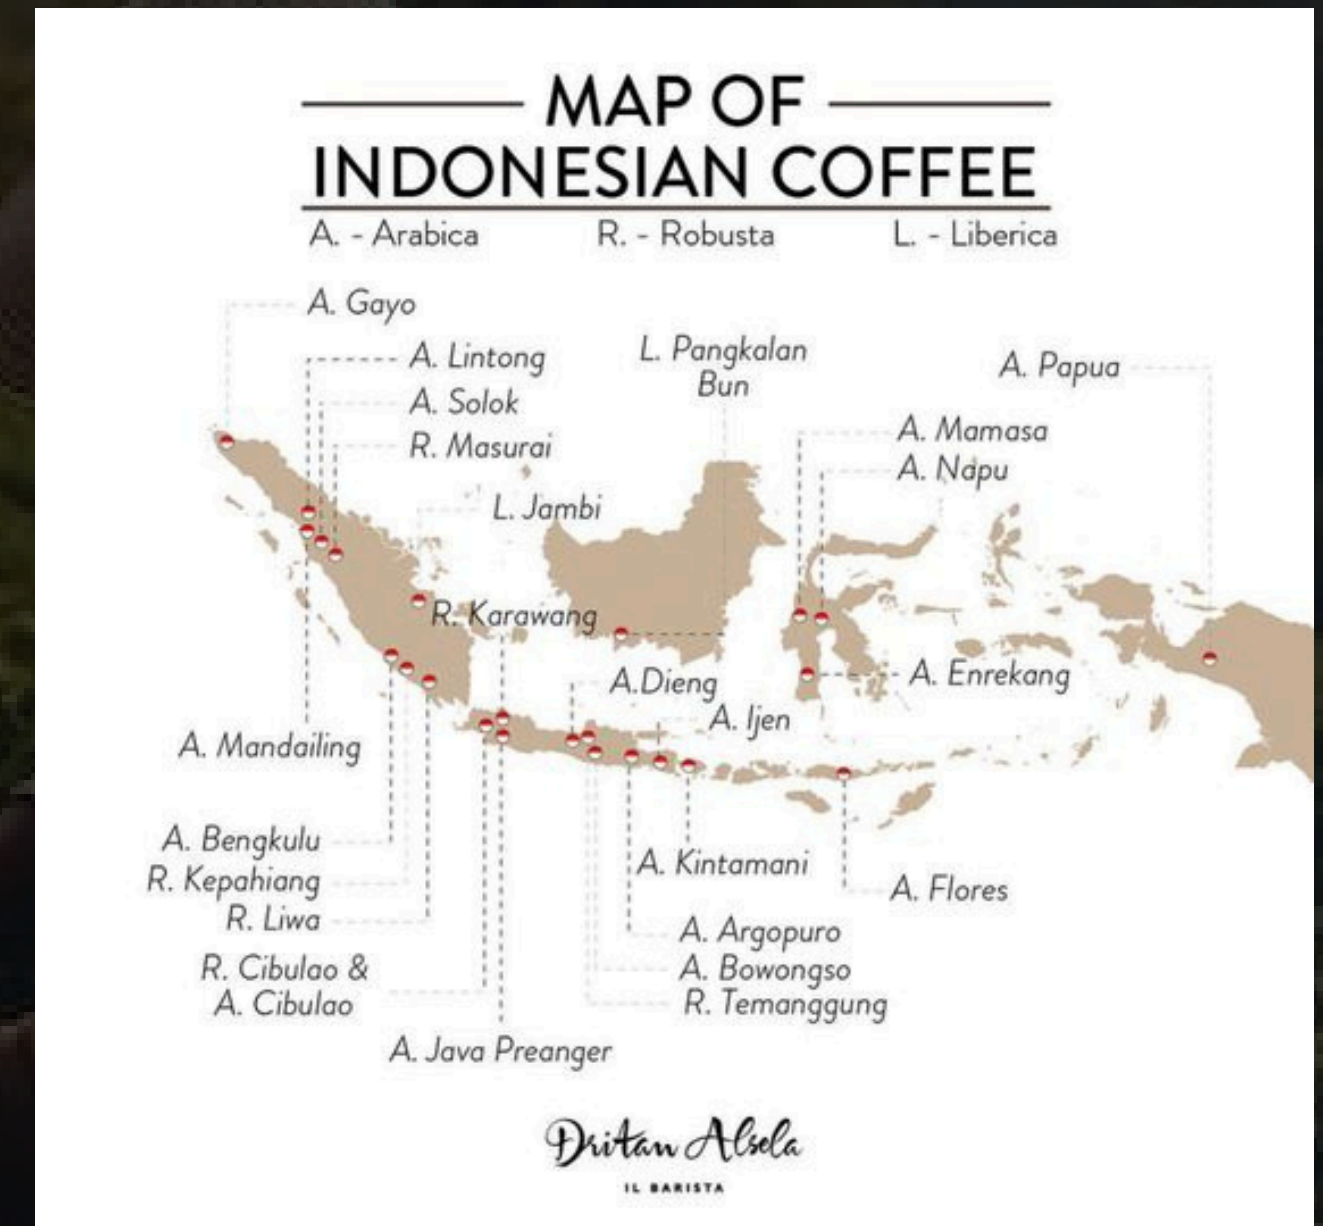 MAP OF
INDONESIAN COFFEE
A. - Arabica R. - Robusta L. - Liberica
A. Gayo
A. Lintong
L. Pangkalan
Bun
A. Papua
A. Solok
R. Masurai
A. Mamasa
A. Napu
L. Jambi
R. Karawang
A.Dieng
A. Enrekang
A. Ijen
A. Mandailing
A. Bengkulu
R. Kepahiang
R. Liwa
A. Kintamani
A. Flores
A. Argopuro
A. Bowongso
R. Temanggung
R. Cibulao &
A. Cibulao
A. Java Preanger
Dritan Alsela
IL BARISTA